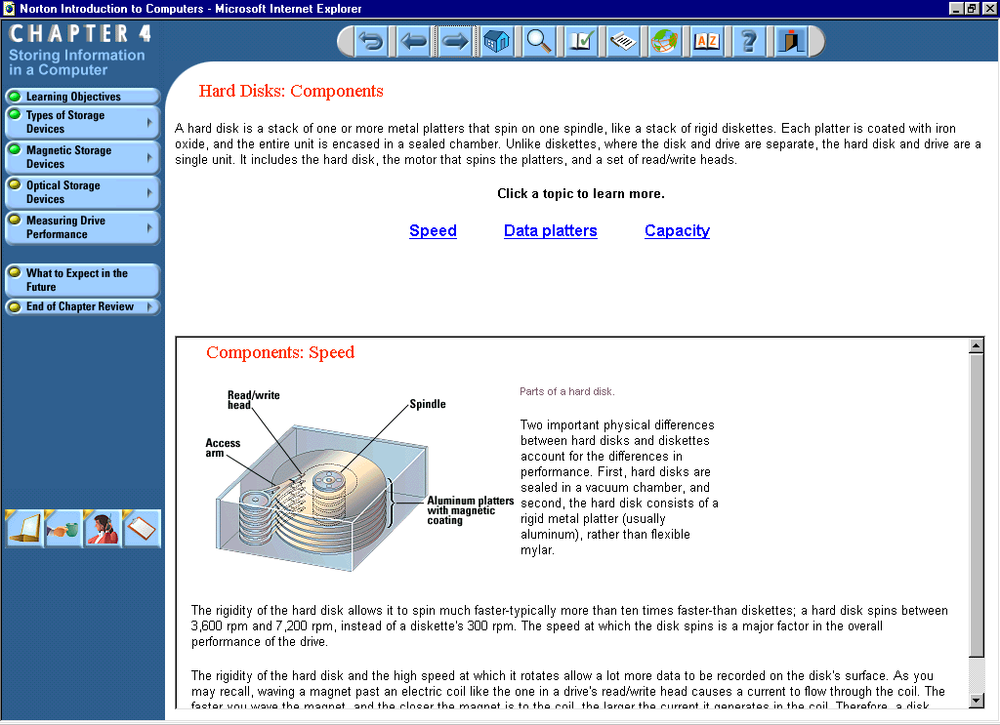 Norton Introduction to Computers - Microsoft Internet Explorer
CHAPTER 4
Storing Information
in a Computer
Learning Objectives
Types of Storage
Devices
Magnetic Storage
Devices
Optical Storage
Devices
Measuring Drive
Performance
What to Expect in the
Future
End of Chapter Review
A Z
?
Hard Disks: Components
A hard disk is a stack of one or more metal platters that spin on one spindle, like a stack of rigid diskettes. Each platter is coated with iron
oxide, and the entire unit is encased in a sealed chamber. Unlike diskettes, where the disk and drive are separate, the hard disk and drive are a
single unit. It includes the hard disk, the motor that spins the platters, and a set of read/write heads.
Click a topic to learn more.
Speed Data platters Capacity
Components: Speed
Read/write
head
Spindle
Access
arm
Aluminum platters
with magnetic
coating
Parts of a hard disk.
Two important physical differences
between hard disks and diskettes
account for the differences in
performance. First, hard disks are
sealed in a vacuum chamber, and
second, the hard disk consists of a
rigid metal platter (usually
aluminum), rather than flexible
mylar.
The rigidity of the hard disk allows it to spin much faster-typically more than ten times faster-than diskettes; a hard disk spins between
3,600 rpm and 7,200 rpm, instead of a diskette's 300 rpm. The speed at which the disk spins is a major factor in the overall
performance of the drive.
The rigidity of the hard disk and the high speed at which it rotates allow a lot more data to be recorded on the disk's surface. As you
may recall, waving a magnet past an electric coil like the one in a drive's read/write head causes a current to flow through the coil. The
faster you wave the magnet, and the closer the magnet is to the coil, the larger the current it generates in the coil. Therefore, a disk